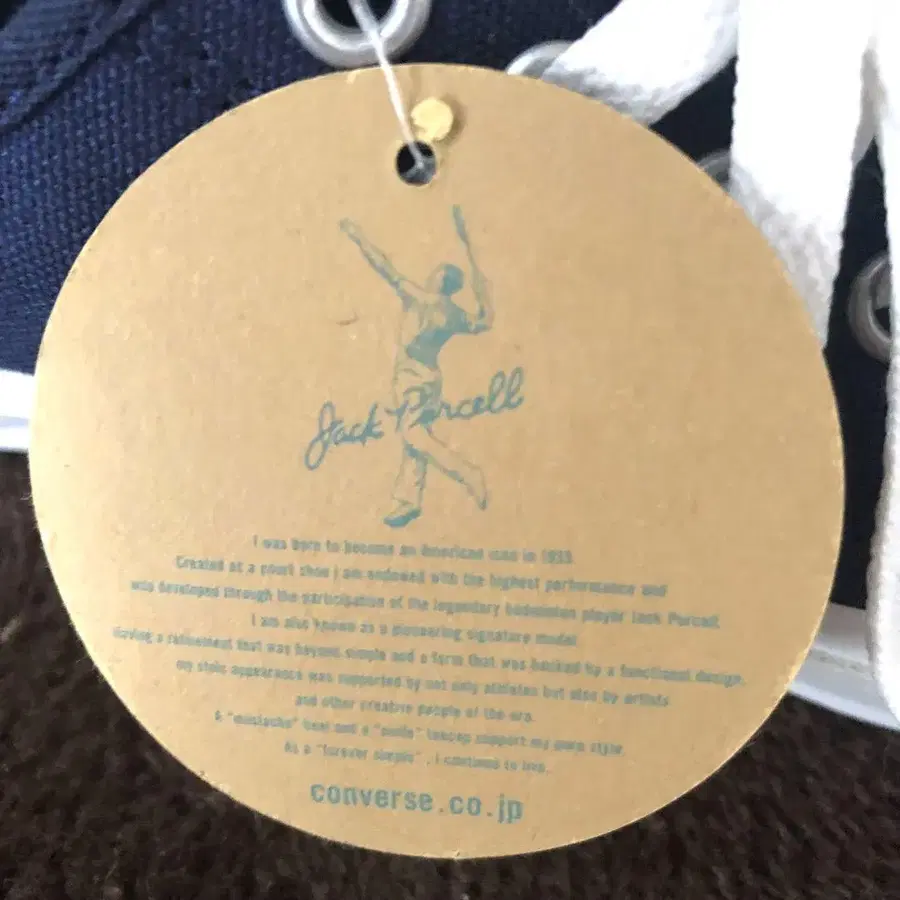 Jack Purcell
I was born to become an American icon in 1935.
Created as a court shoe I am endowed with the highest performance and
was developed through the participation of the legendary badminton player Jack Purcell.
I am also known as a pioneering signature model.
Having a refinement that was beyond simple and a form that was backed by a functional design,
my stoic appearance was supported by not only athletes but also by artists
and other creative people of the era.
A "mustache" heel and a "smile" toecap support my own style.
As a "forever simple", I continue to live.
converse.co.jp